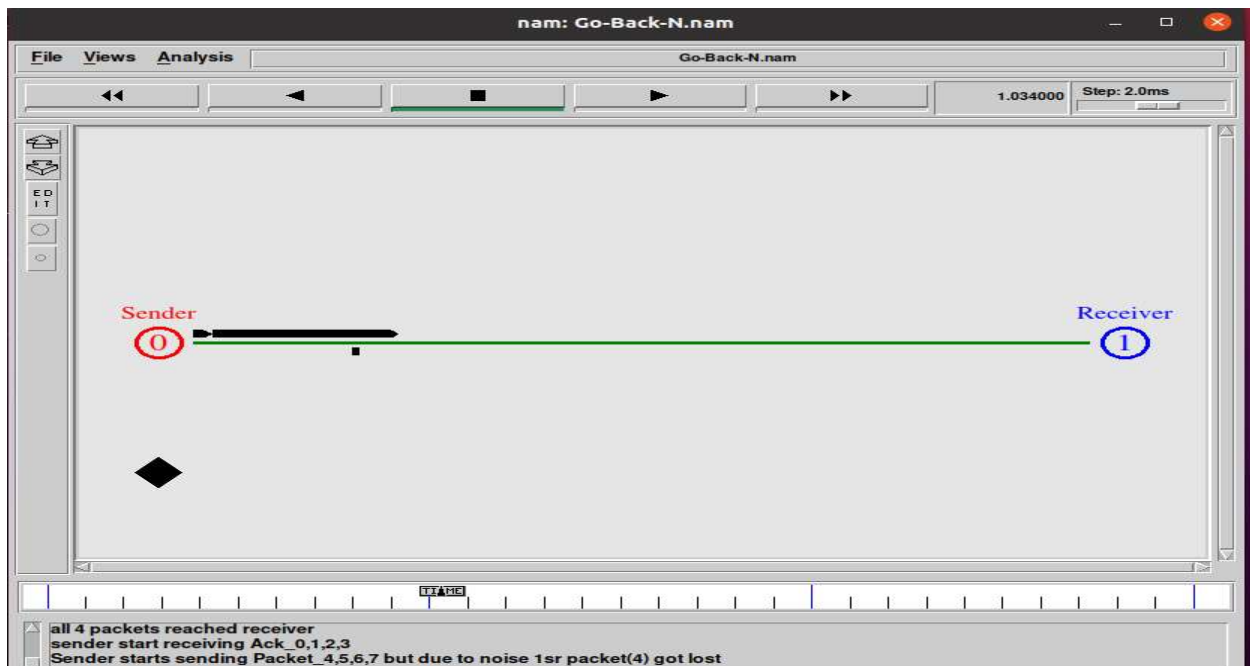 nam: Go-Back-N.nam
File Views Analysis Go-Back-N.nam
1.034000 Step: 2.0ms
ED
IT
Sender Receiver
0 1
TIME
all 4 packets reached receiver
sender start receiving Ack_0,1,2,3
Sender starts sending Packet_4,5,6,7 but due to noise 1sr packet(4) got lost